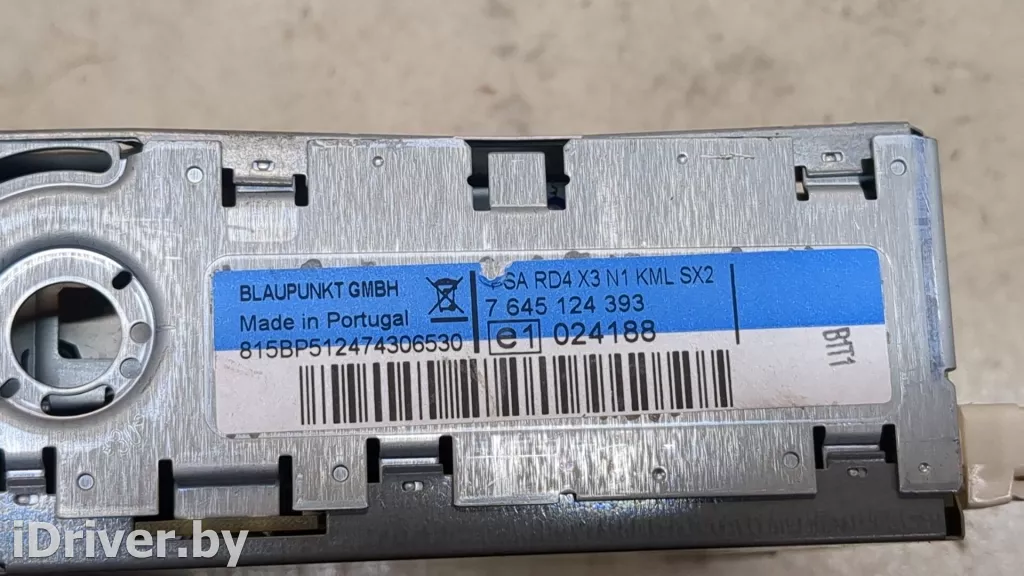 BLAUPUNKT GMBH
Made in Portugal
815BP512474306530
SA RD4 X3 N1 KML SX2
7 645 124 393
e1 024188
iDriver.by